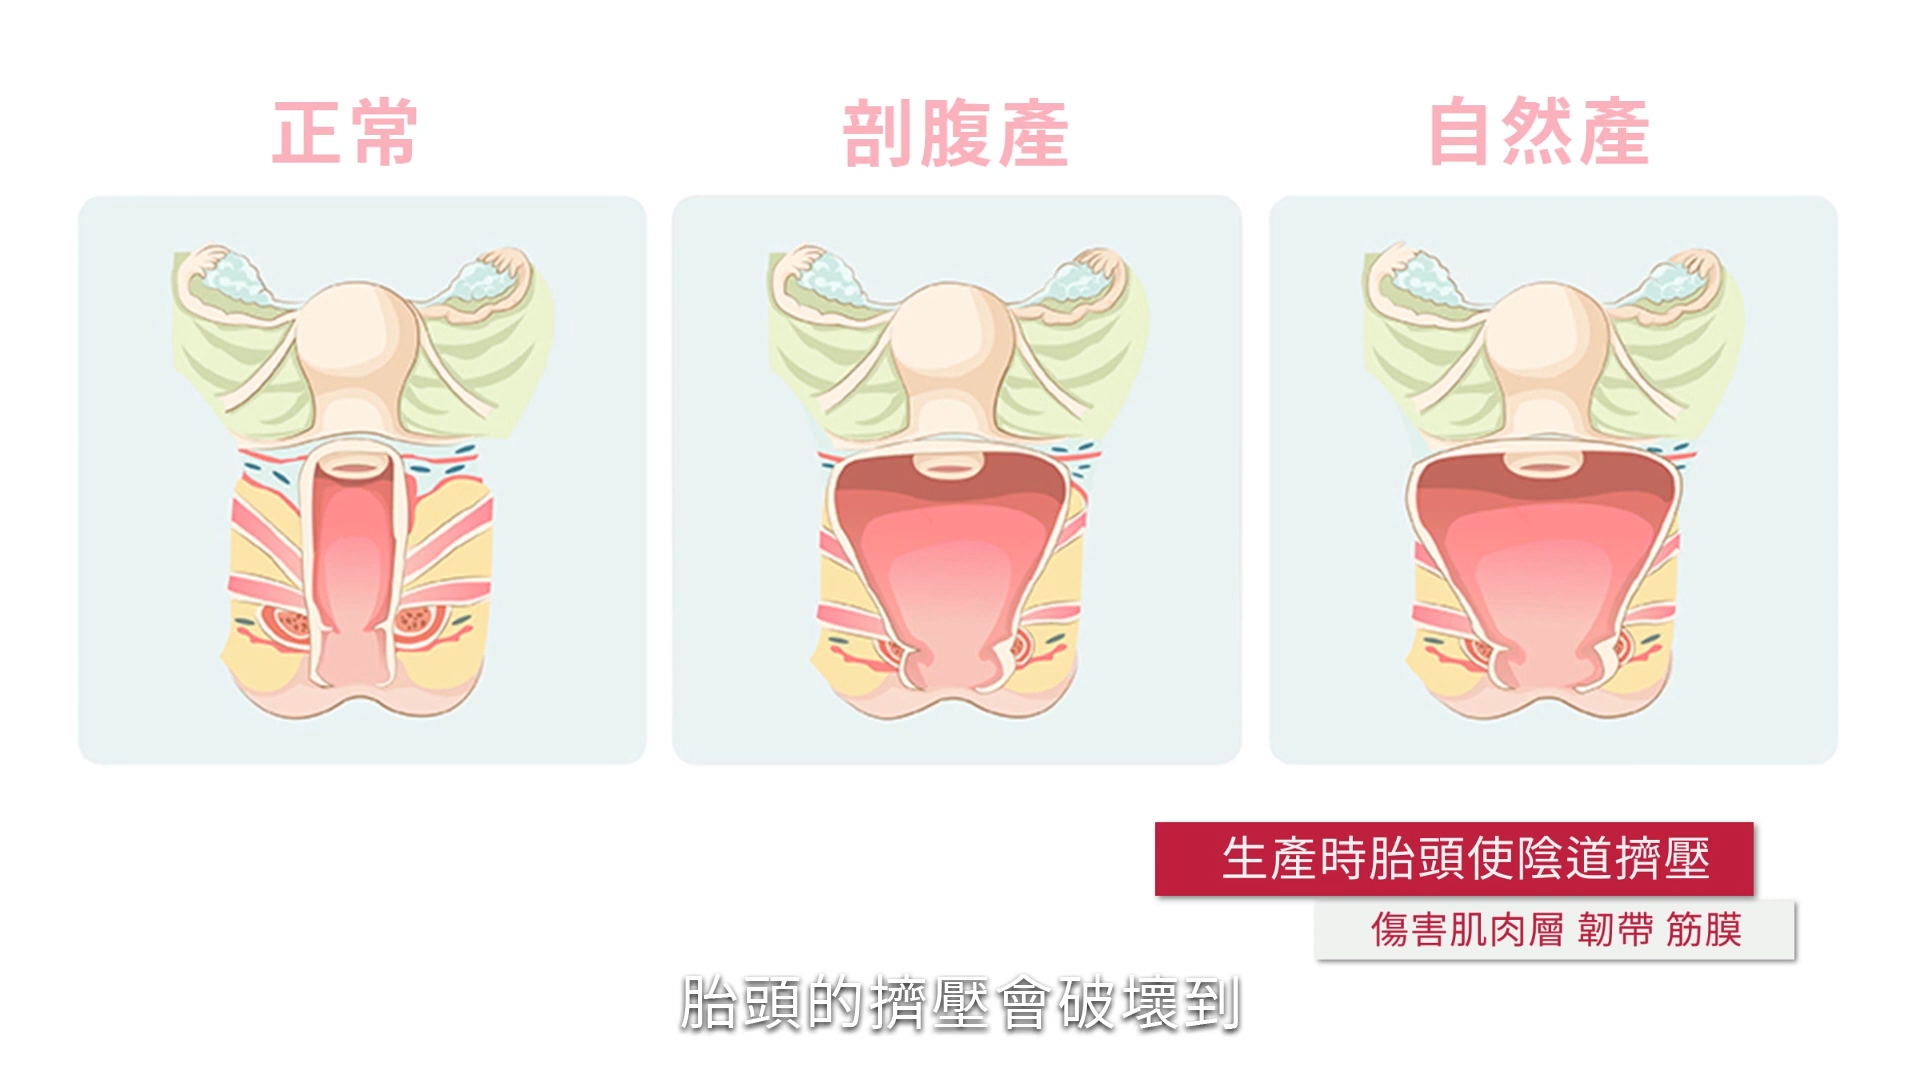 正常
剖腹產
自然產
生產時胎頭使陰道擠壓
傷害肌肉層 韌帶 筋膜
胎頭的擠壓會破壞到